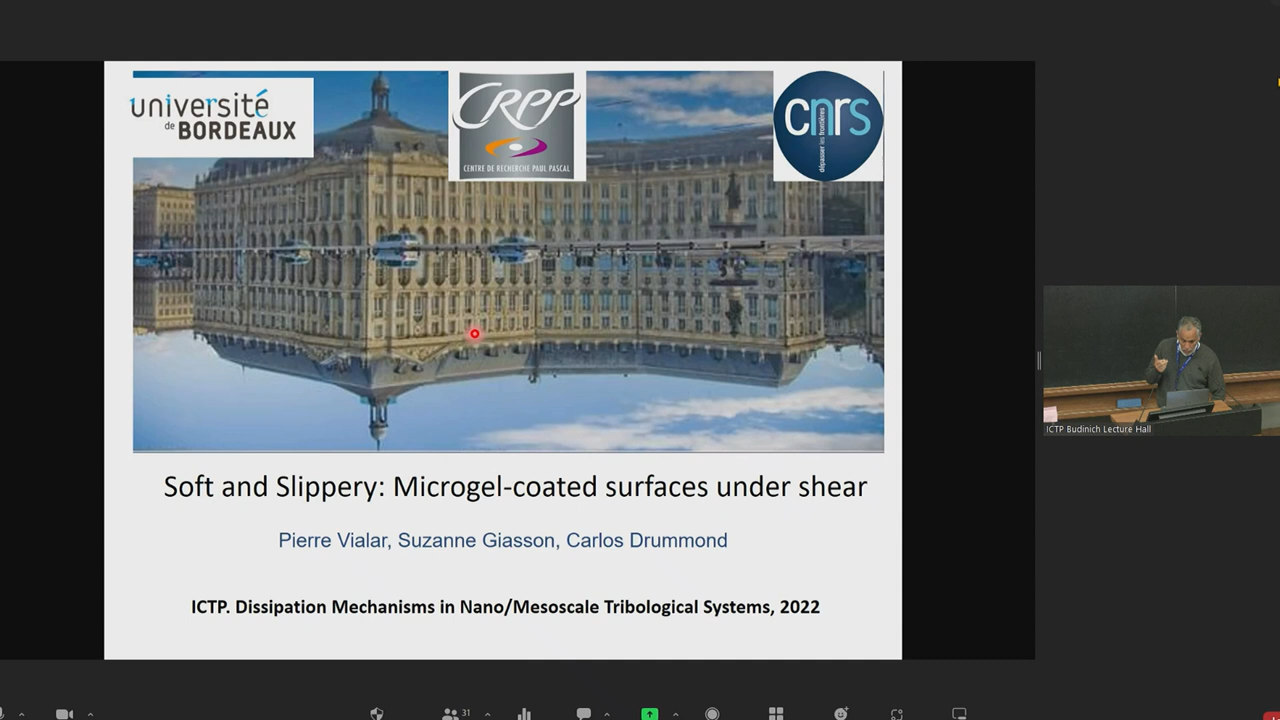 université
de BORDEAUX
CRPP
CENTRE DE RECHERCHE PAUL PASCAL
cnrs
dépasser les frontières
Soft and Slippery: Microgel-coated surfaces under shear
Pierre Vialar, Suzanne Giasson, Carlos Drummond
ICTP. Dissipation Mechanisms in Nano/Mesoscale Tribological Systems, 2022
ICTP Budinich Lecture Hall
31